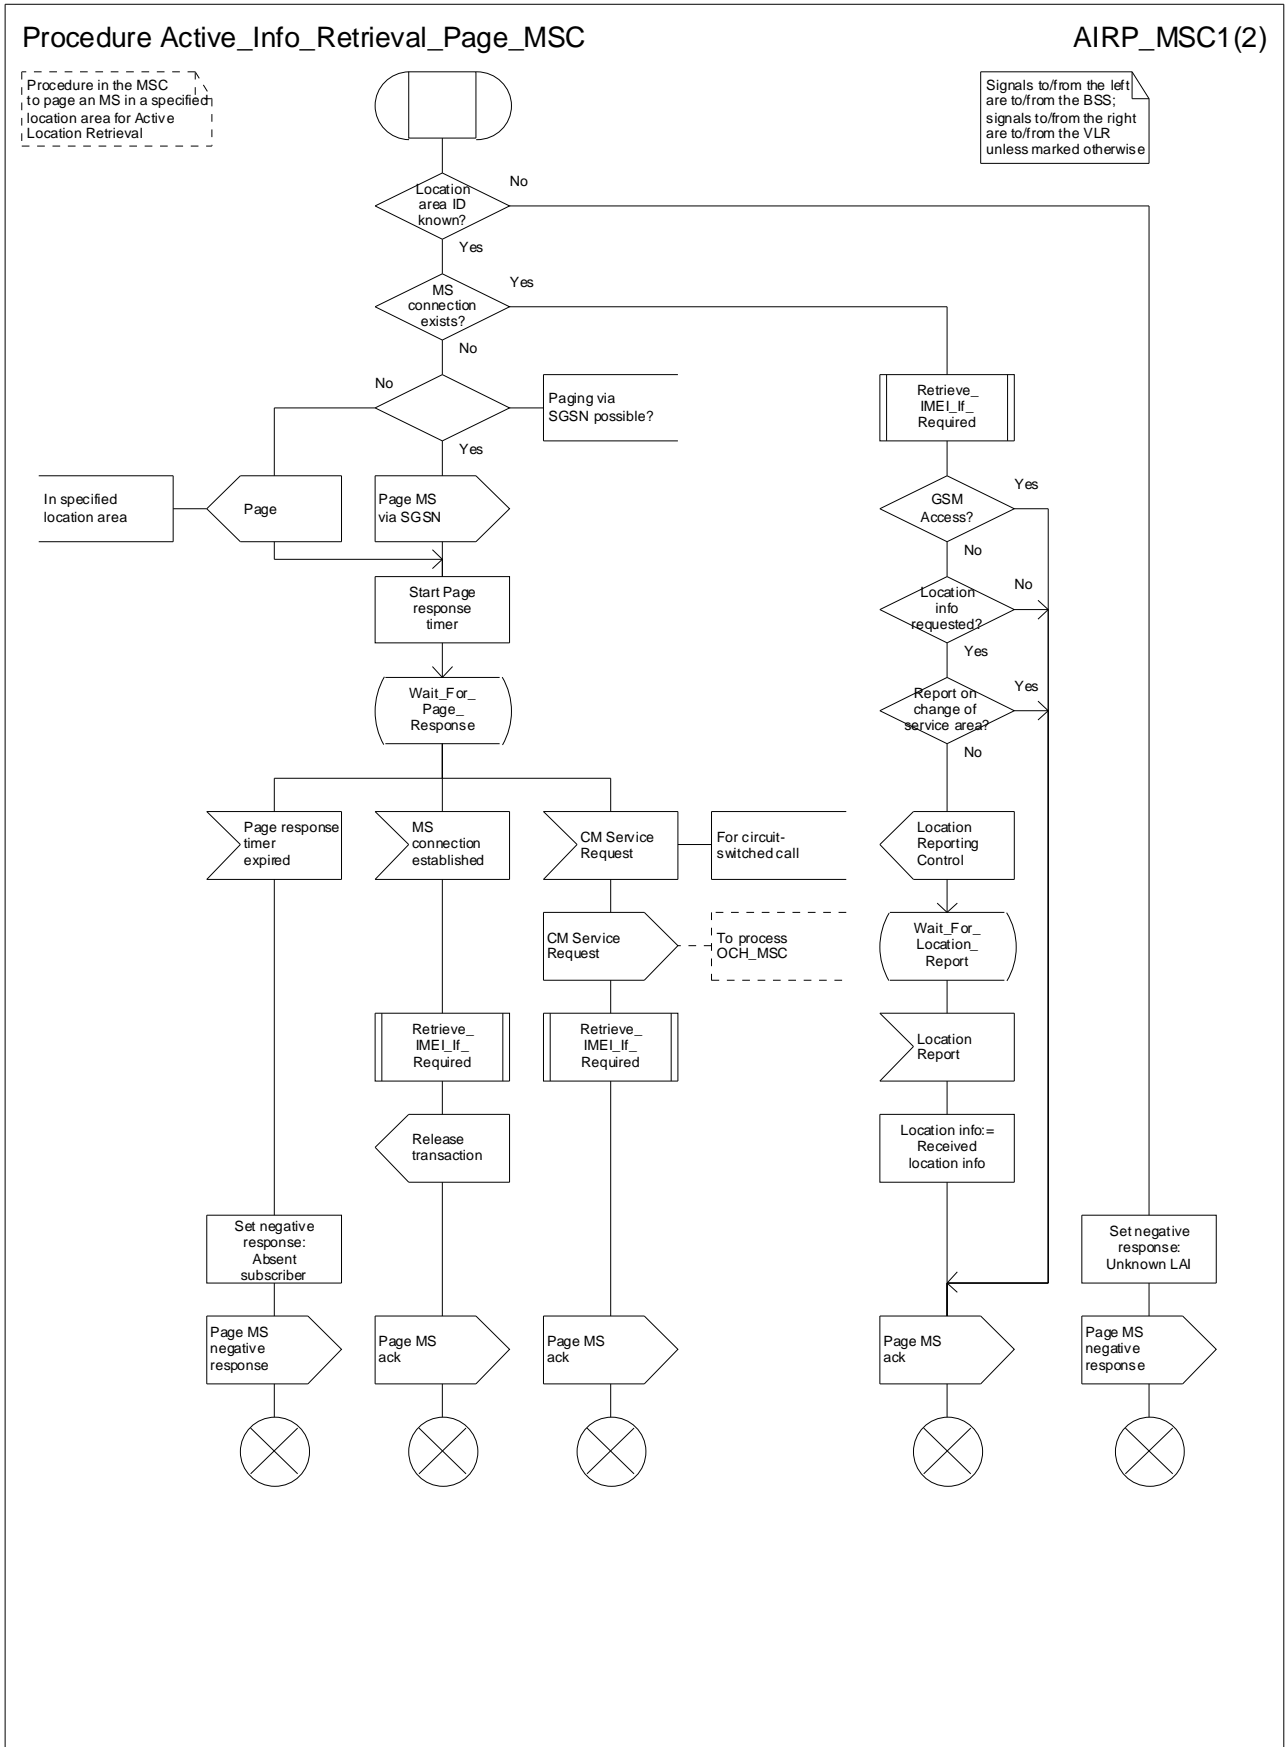 Procedure Active_Info_Retrieval_Page_MSC
AIRP_MSC1(2)
Procedure in the MSC
to page an MS in a specified
location area for Active
Location Retrieval
Signals to/from the left
are to/from the BSS;
signals to/from the right
are to/from the VLR
unless marked otherwise
Location
area ID
known?
No
Yes
MS
connection
exists?
Yes
No
No
Paging via
SGSN possible?
Yes
Retrieve_
IMEI_If_
Required
In specified
location area
Page
Page MS
via SGSN
GSM
Access?
Yes
No
Start Page
response
timer
Location
info
requested?
No
Yes
Wait_For_
Page_
Response
Report on
change of
service area?
Yes
No
Page response
timer
expired
MS
connection
established
CM Service
Request
For circuit-
switched call
Location
Reporting
Control
CM Service
Request
To process
OCH_MSC
Wait_For_
Location_
Report
Retrieve_
IMEI_If_
Required
Retrieve_
IMEI_If_
Required
Location
Report
Release
transaction
Location info:=
Received
location info
Set negative
response:
Absent
subscriber
Set negative
response:
Unknown LAI
Page MS
negative
response
Page MS
ack
Page MS
ack
Page MS
ack
Page MS
negative
response